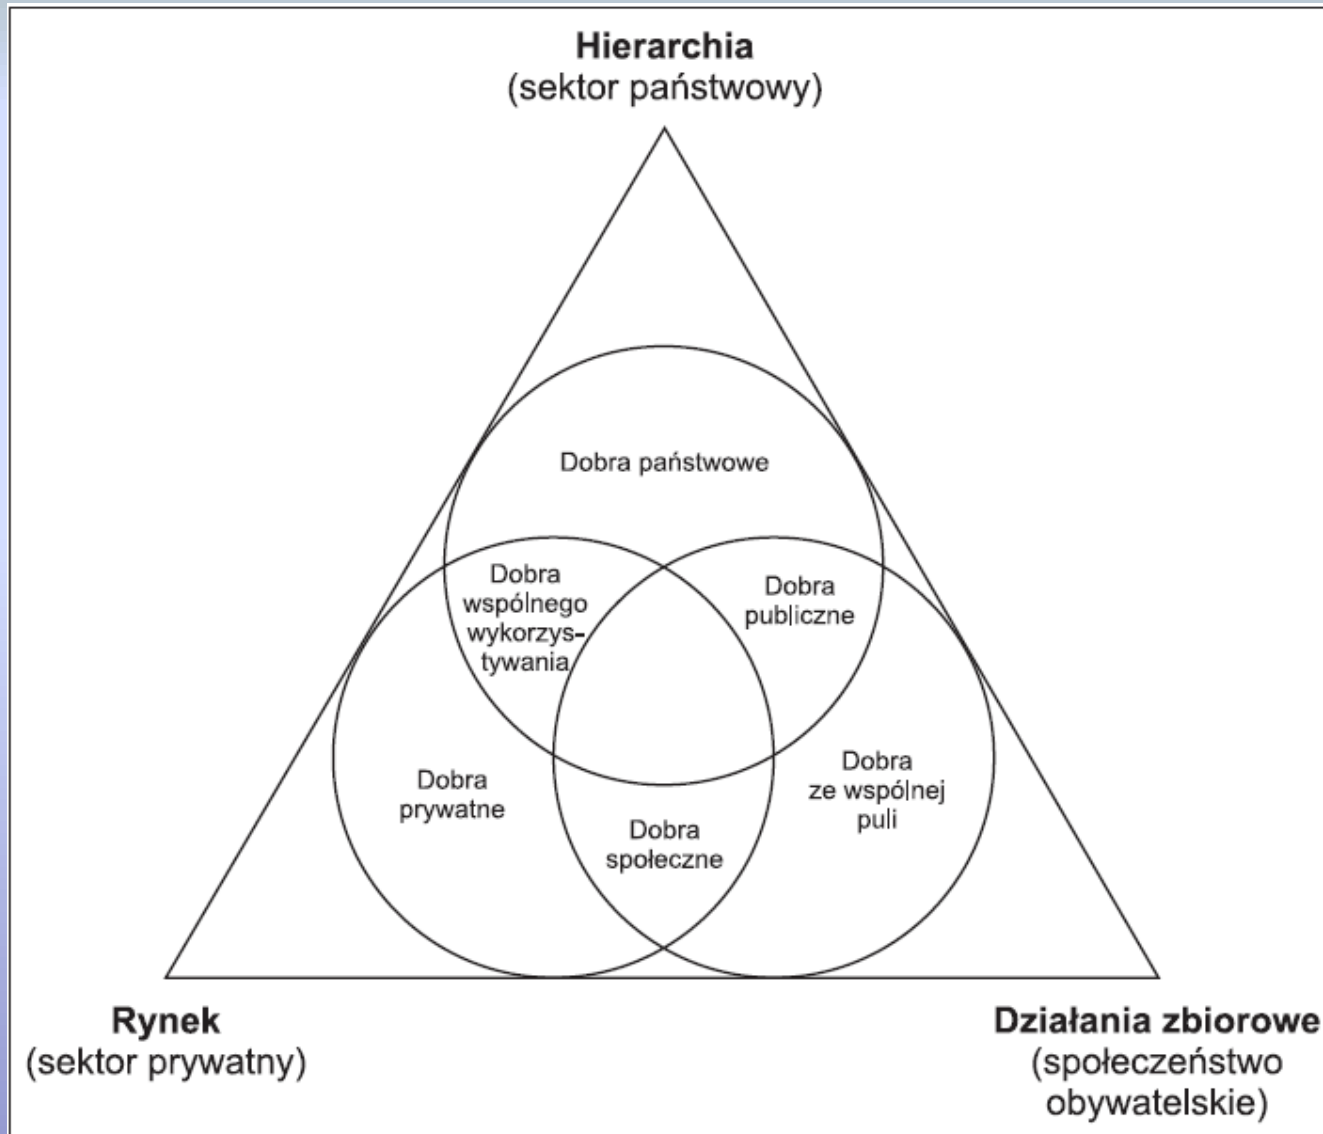 Hierarchia
(sektor państwowy)
Dobra państwowe
Dobra
wspólnego
wykorzys-
tywania
Dobra
publiczne
Dobra
prywatne
Dobra
społeczne
Dobra
ze wspólnej
puli
Rynek
(sektor prywatny)
Działania zbiorowe
(społeczeństwo
obywatelskie)